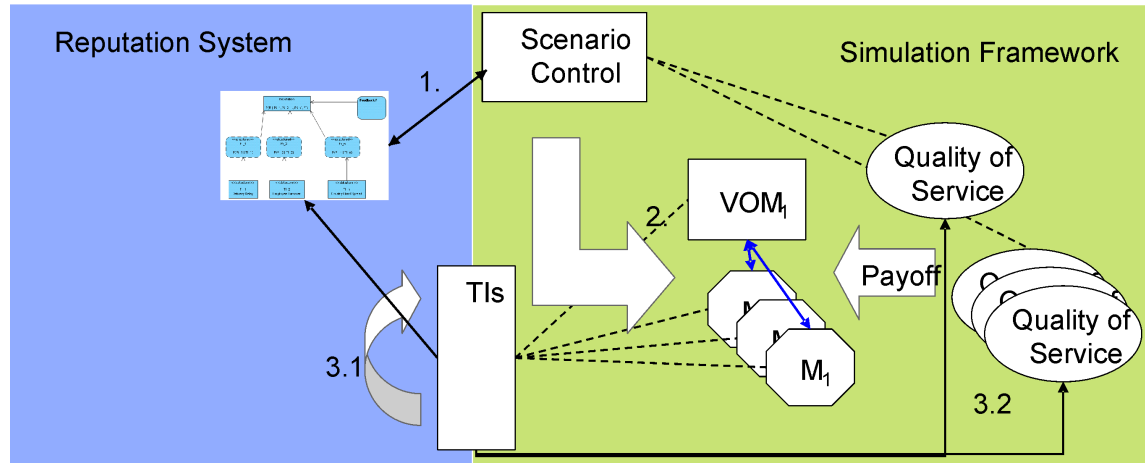 Reputation System
Scenario
Control
Simulation Framework
1.
Quality of
Service
VOM1
2.
Payoff
TIs
M1
Quality of
Service
3.1
3.2